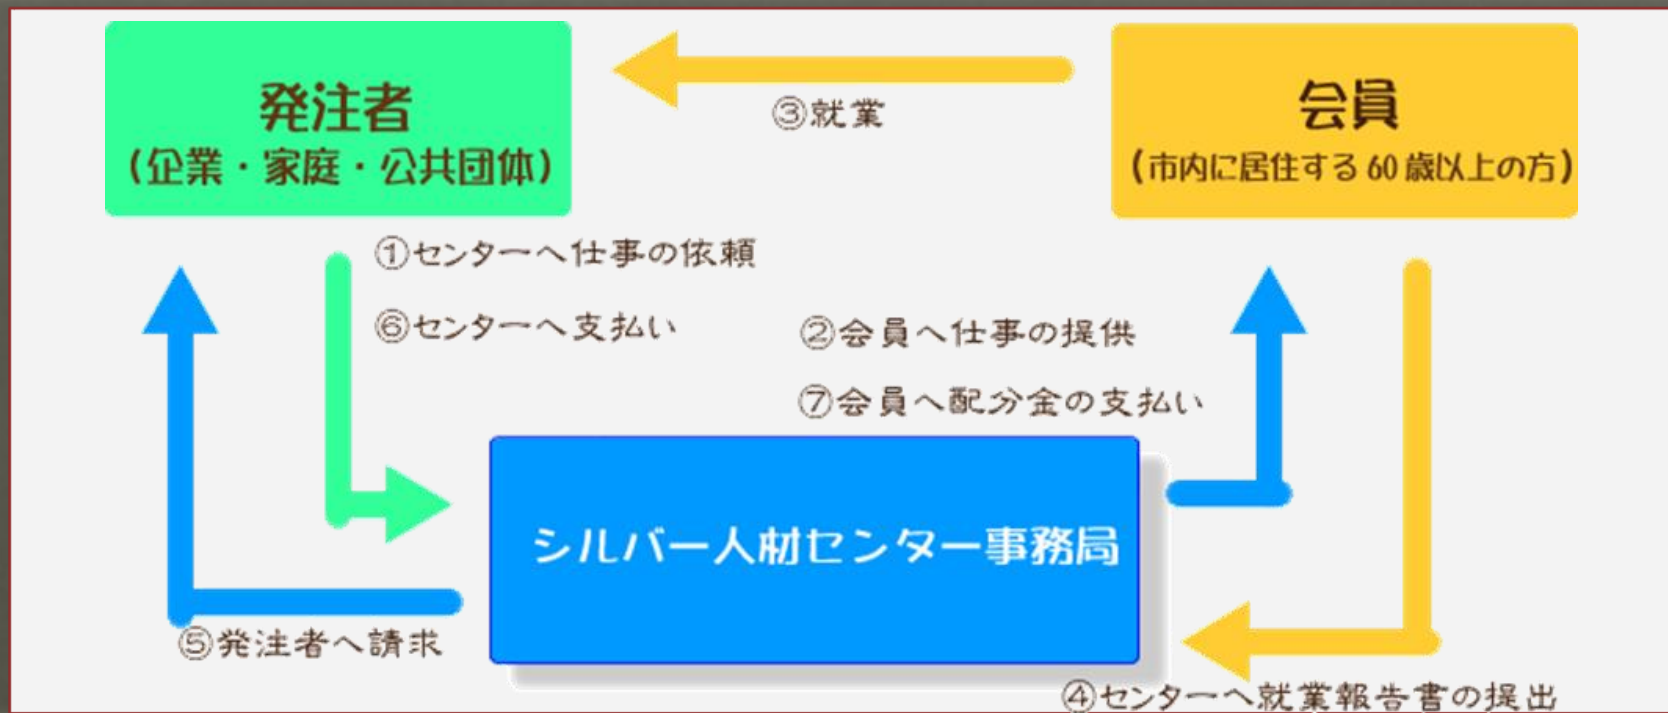 発注者
(企業・家庭・公共団体)
③就業
会員
(市内に居住する60歳以上の方)
①センターへ仕事の依頼
⑥センターへ支払い
②会員へ仕事の提供
⑦会員へ配分金の支払い
シルバー人材センター事務局
⑤発注者へ請求
④センターへ就業報告書の提出